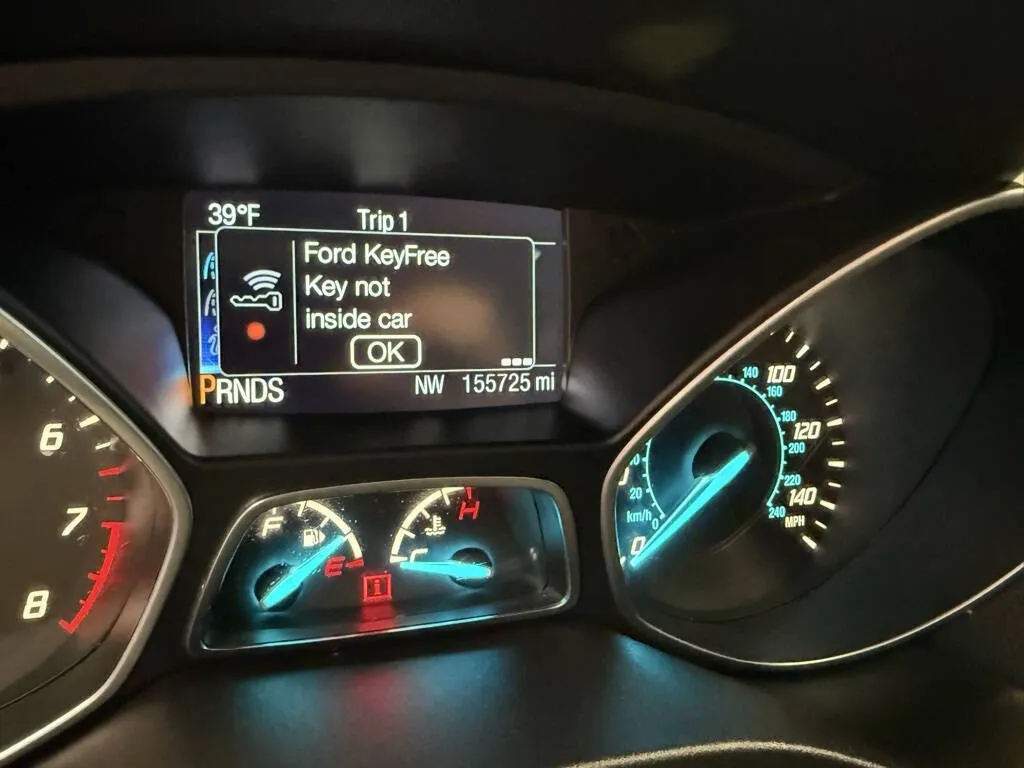 39°F Trip 1
Ford KeyFree
Key not
inside car
OK
PRNDS NW 155725 mi
6
7
8
F
E
H
C
i
0
20
km/h
140
160
180
200
220
240
0
100
120
140
MPH